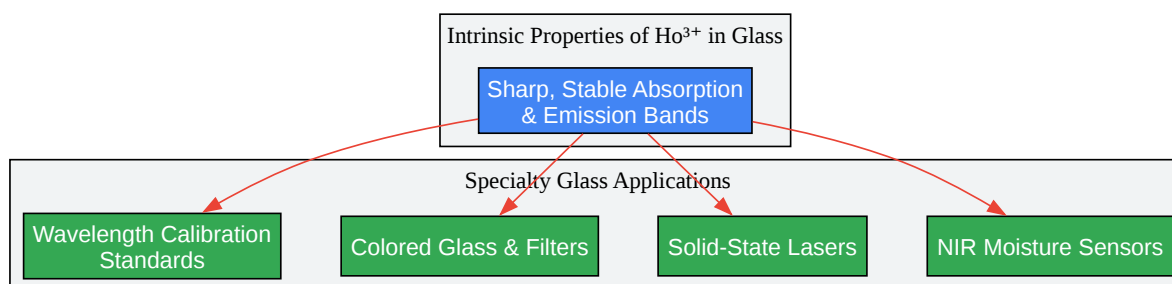 Intrinsic Properties of Ho³⁺ in Glass
Sharp, Stable Absorption
& Emission Bands
Specialty Glass Applications
Wavelength Calibration
Standards
Colored Glass & Filters
Solid-State Lasers
NIR Moisture Sensors